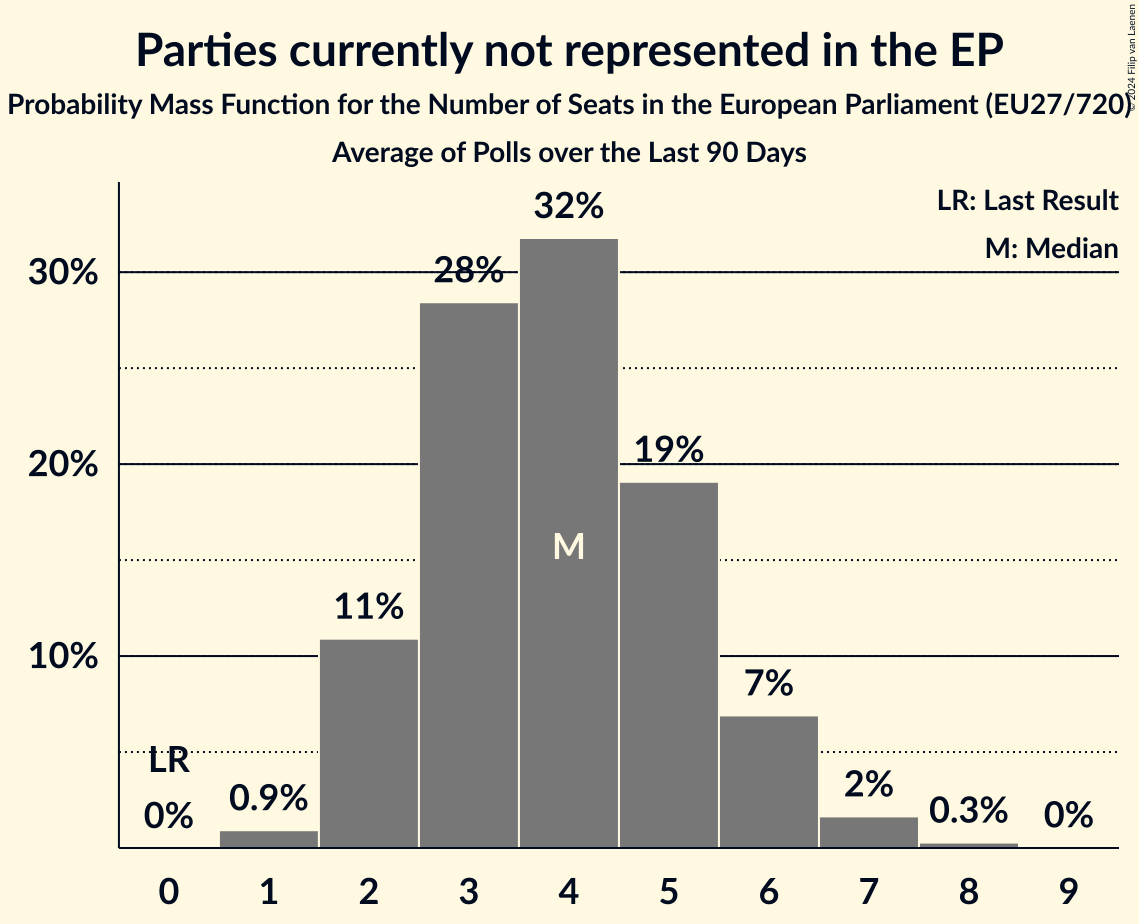 Parties currently not represented in the EP
Probability Mass Function for the Number of Seats in the European Parliament (EU27/720)
Average of Polls over the Last 90 Days
© 2024 Filip van Laenen
LR: Last Result
M: Median
30%
20%
10%
LR
0%
0.9%
11%
28%
32%
M
19%
7%
2%
0.3%
0%
0 1 2 3 4 5 6 7 8 9